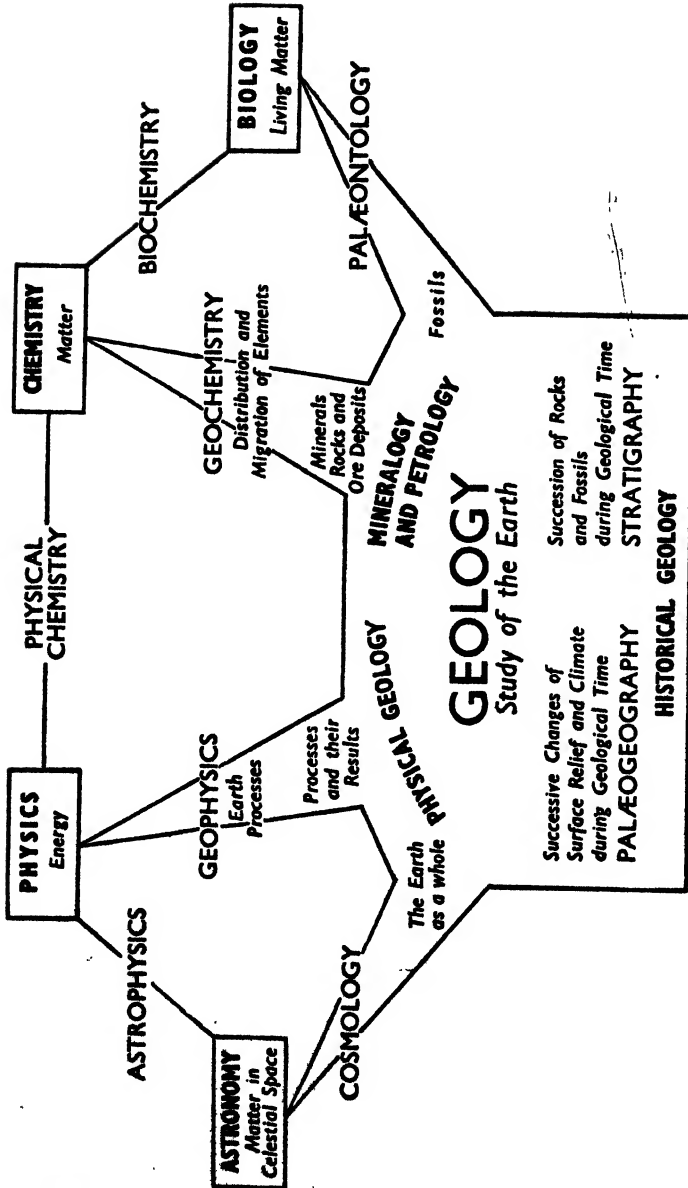 PHYSICS
Energy
PHYSICAL
CHEMISTRY
CHEMISTRY
Matter
ASTROPHYSICS
BIOCHEMISTRY
ASTRONOMY
Matter in
Celestial Space
BIOLOGY
Living Matter
GEOPHYSICS
Earth
Processes
GEOCHEMISTRY
Distribution and
Migration of Elements
COSMOLOGY
PALÆONTOLOGY
Processes
and their
Results
Minerals
Rocks and
Ore Deposits
The Earth
as a whole
Fossils
PHYSICAL GEOLOGY
MINERALOGY
AND PETROLOGY
GEOLOGY
Study of the Earth
Successive Changes of
Surface Relief and Climate
during Geological Time
PALÆOGEOGRAPHY
Succession of Rocks
and Fossils
during Geological Time
STRATIGRAPHY
HISTORICAL GEOLOGY